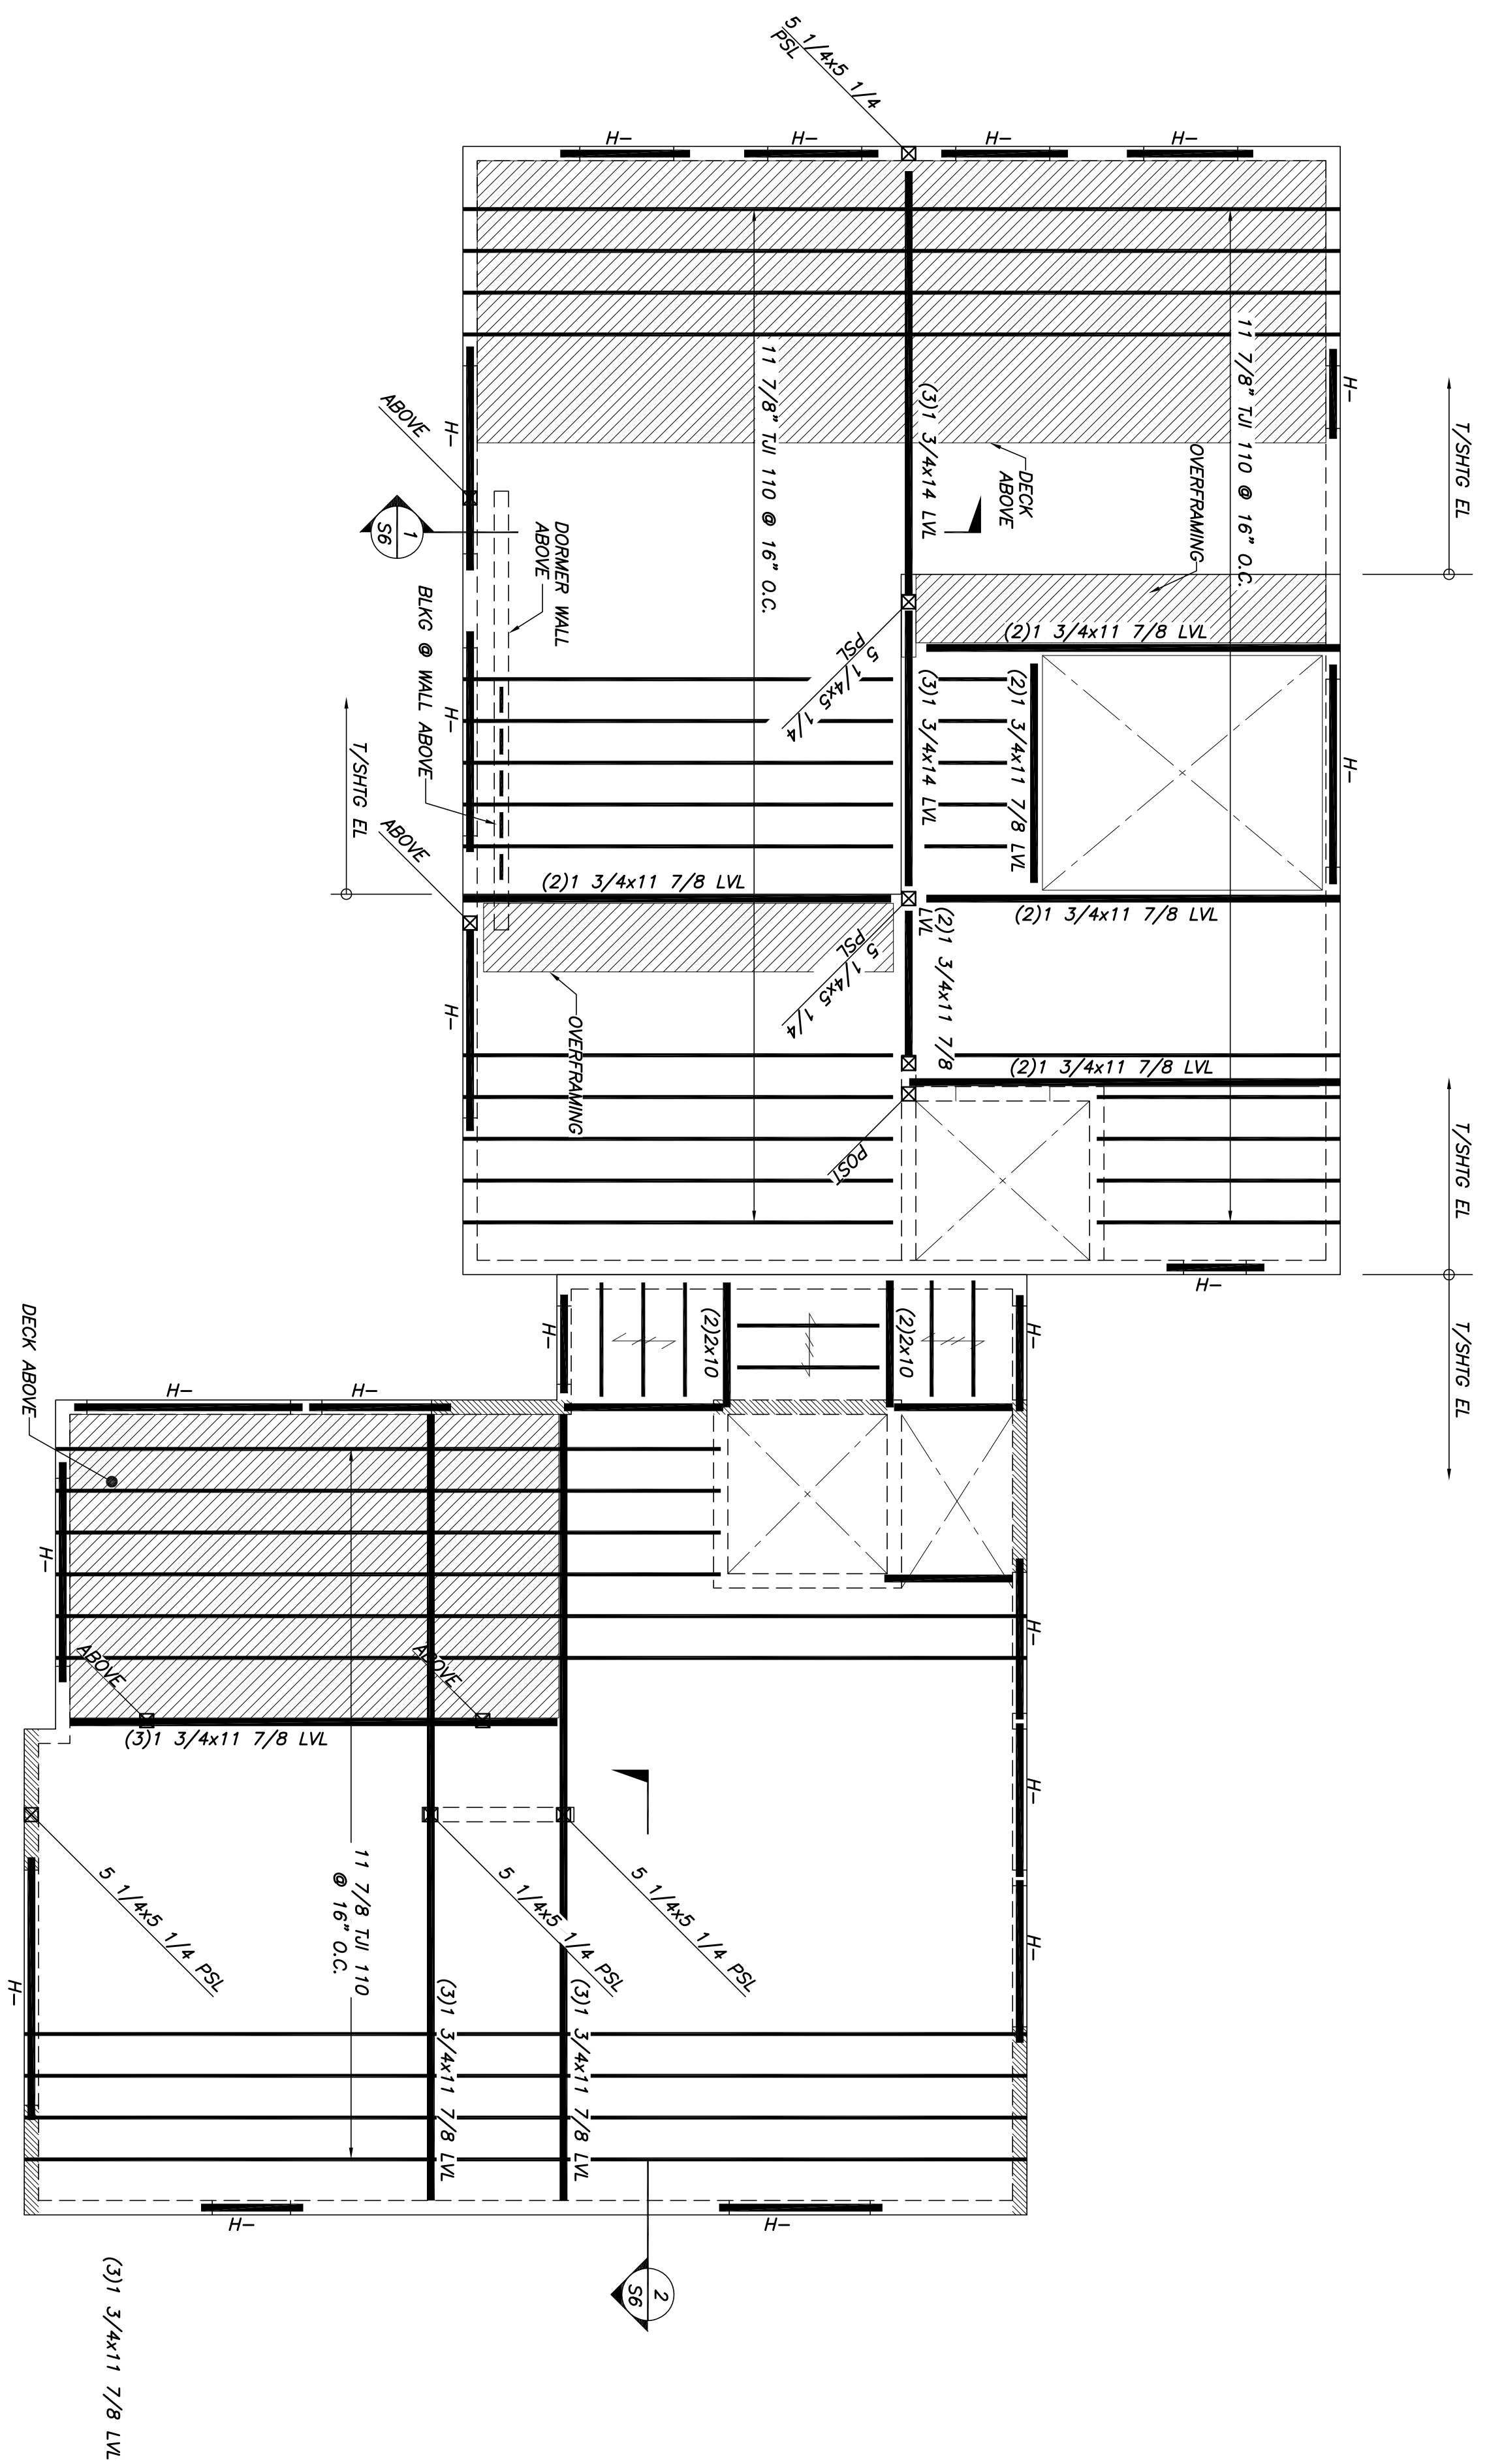 5 1/4x5 1/4
PSL
H-
H-
H-
H-
11 7/8" TJI 110 @ 16" O.C.
11 7/8" TJI 110 @ 16" O.C.
(3)1 3/4x14 LVL
H-
T/SHTG EL
ABOVE
H-
1
S6
DECK
ABOVE
OVERFRAMING
DORMER WALL
ABOVE
BLKG @ WALL ABOVE
(2)1 3/4x11 7/8 LVL
5 1/4x5 1/4
PSL
(3)1 3/4x14 LVL
(2)1 3/4x11 7/8 LVL
H-
H-
T/SHTG EL
ABOVE
(2)1 3/4x11 7/8 LVL
(2)1 3/4x11 7/8 LVL
(2)1 3/4x11 7/8
LVL
5 1/4x5 1/4
PSL
H-
OVERFRAMING
(2)1 3/4x11 7/8 LVL
POST
T/SHTG EL
T/SHTG EL
H-
H-
(2)2x10
(2)2x10
H-
DECK ABOVE
H-
H-
H-
ABOVE
ABOVE
(3)1 3/4x11 7/8 LVL
H-
H-
H-
5 1/4x5 1/4 PSL
5 1/4x5 1/4 PSL
5 1/4x5 1/4 PSL
11 7/8 TJI 110
@ 16" O.C.
H-
(3)1 3/4x11 7/8 LVL
(3)1 3/4x11 7/8 LVL
H-
H-
2
S6
(3)1 3/4x11 7/8 LVL